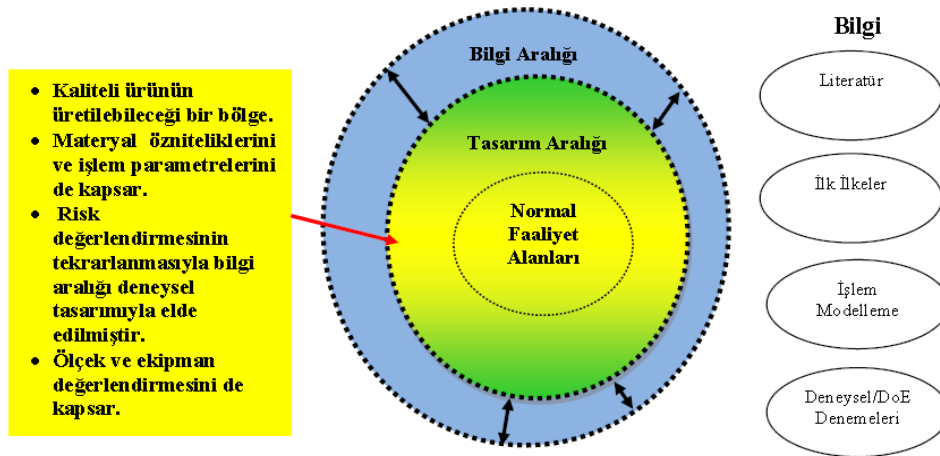 • Kaliteli ürünün
üretilebileceği bir bölge.
• Materyal özniteliklerini
ve işlem parametrelerini
de kapsar.
• Risk
değerlendirmesinin
tekrarlanmasıyla bilgi
aralığı deneysel
tasarımıyla elde
edilmiştir.
• Ölçek ve ekipman
değerlendirmesini de
kapsar.
Bilgi Aralığı
Tasarım Aralığı
Normal
Faaliyet
Alanları
Bilgi
Literatür
İlk İlkeler
İşlem
Modelleme
Deneysel/DoE
Denemeleri